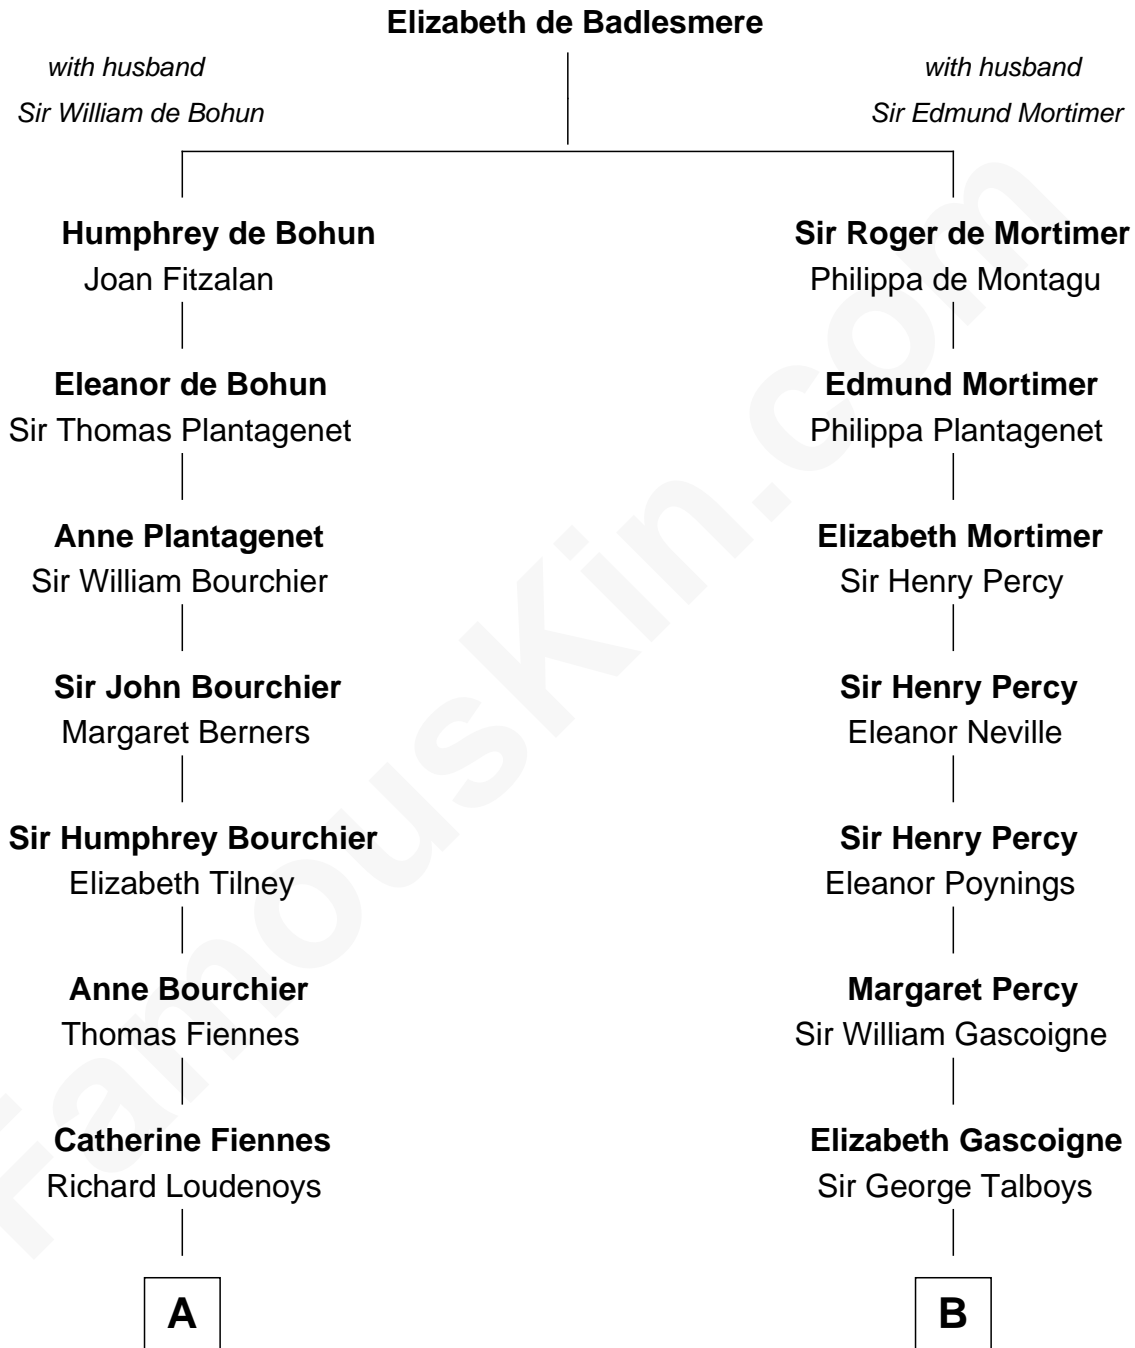 Elizabeth de Badlesmere
with husband
Sir William de Bohun
with husband
Sir Edmund Mortimer
Humphrey de Bohun
Joan Fitzalan
Sir Roger de Mortimer
Philippa de Montagu
Eleanor de Bohun
Sir Thomas Plantagenet
Edmund Mortimer
Philippa Plantagenet
Anne Plantagenet
Sir William Bourchier
Elizabeth Mortimer
Sir Henry Percy
Sir John Bourchier
Margaret Berners
Sir Henry Percy
Eleanor Neville
Sir Humphrey Bourchier
Elizabeth Tilney
Sir Henry Percy
Eleanor Poynings
Anne Bourchier
Thomas Fiennes
Margaret Percy
Sir William Gascoigne
Catherine Fiennes
Richard Loudenoys
Elizabeth Gascoigne
Sir George Talboys
A
B
FamousKin.com